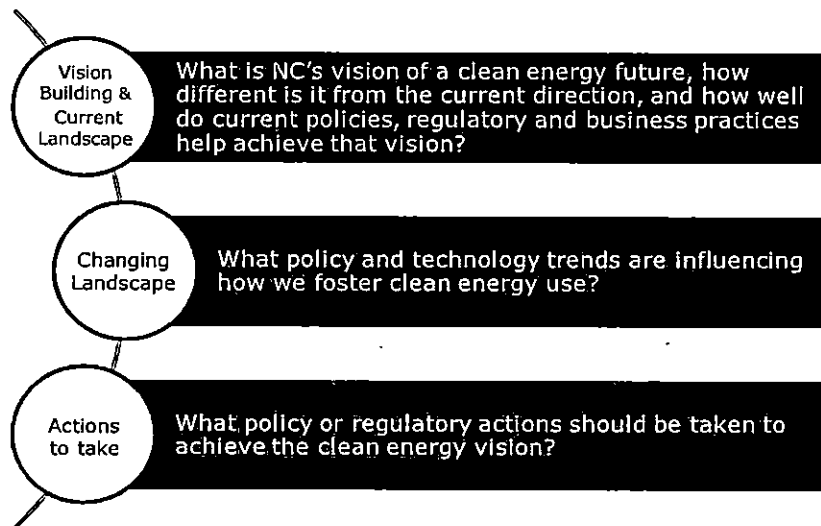 Vision
Building &
Current
Landscape
What is NC's vision of a clean energy future, how
different is it from the current direction, and how well
do current policies, regulatory and business practices
help achieve that vision?
Changing
Landscape
What policy and technology trends are influencing
how we foster clean energy use?
Actions
to take
What policy or regulatory actions should be taken to
achieve the clean energy vision?